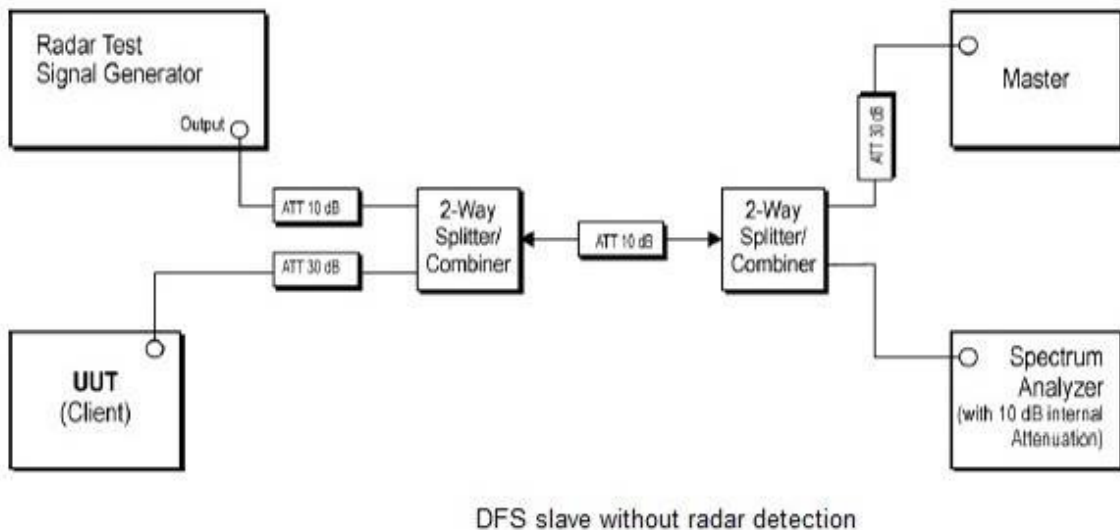 Radar Test
Signal Generator
Output
ATT 10 dB
ATT 30 dB
2-Way
Splitter/
Combiner
ATT 10 dB
2-Way
Splitter/
Combiner
ATT 30 dB
Master
UUT
(Client)
Spectrum
Analyzer
(with 10 dB internal
Attenuation)
DFS slave without radar detection